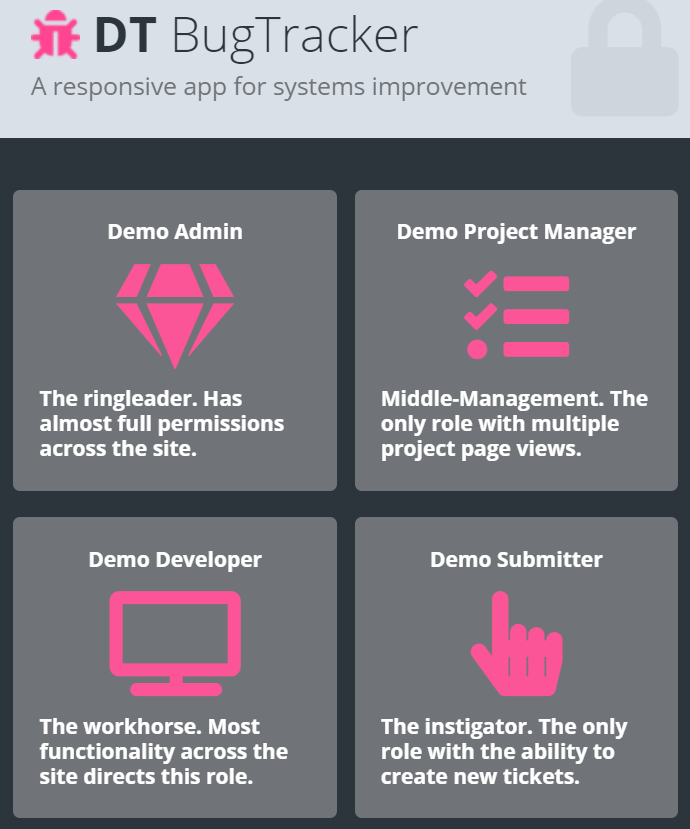 DT BugTracker
A responsive app for systems improvement
Demo Admin
The ringleader. Has
almost full permissions
across the site.
Demo Project Manager
Middle-Management. The
only role with multiple
project page views.
Demo Developer
The workhorse. Most
functionality across the
site directs this role.
Demo Submitter
The instigator. The only
role with the ability to
create new tickets.